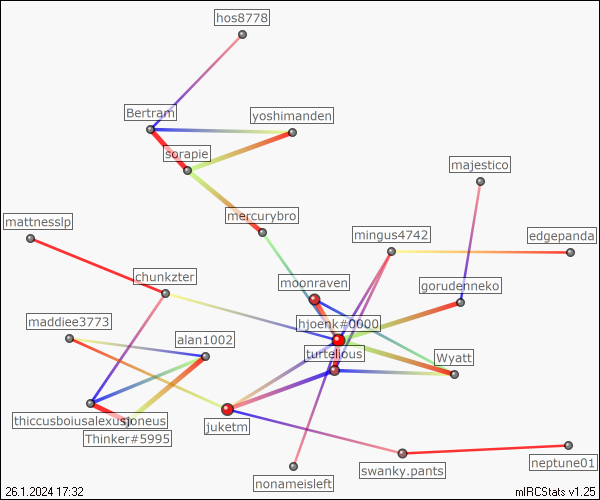 hos8778
Bertram
yoshimanden
sorapie
majestico
mercurybro
mattnesslp
mingus4742
edgepanda
chunkzter
moonraven
gorudenneko
maddiee3773
hjoenk#0000
alan1002
turtelious
Wyatt
thiccusboiusalexusjoneus
juketm
Thinker#5995
swanky.pants
neptune01
nonameisleft
26.1.2024 17:32
mIRCStats v1.25